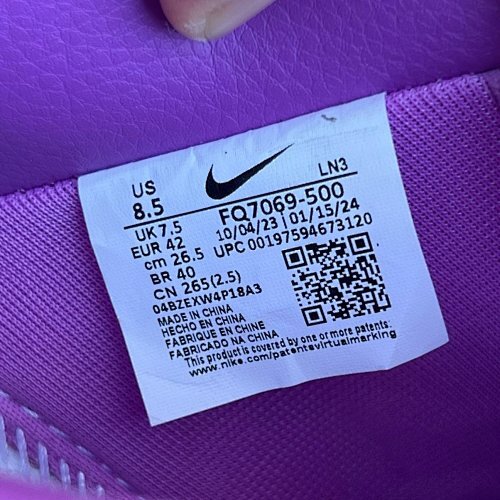 LN3
US
8.5
UK 7.5
EUR 42
cm 26.5
BR 40
CN 265(2.5)
FQ7069-500
10/04/23 | 01/15/24
UPC 00197594673120
04BZEXW4P18A3
MADE IN CHINA
HECHO EN CHINA
FABRIQUÉ EN CHINE
FABRICADO NA CHINA
This product is covered by one or more patents:
www.nike.com/patentsvirtualmarking